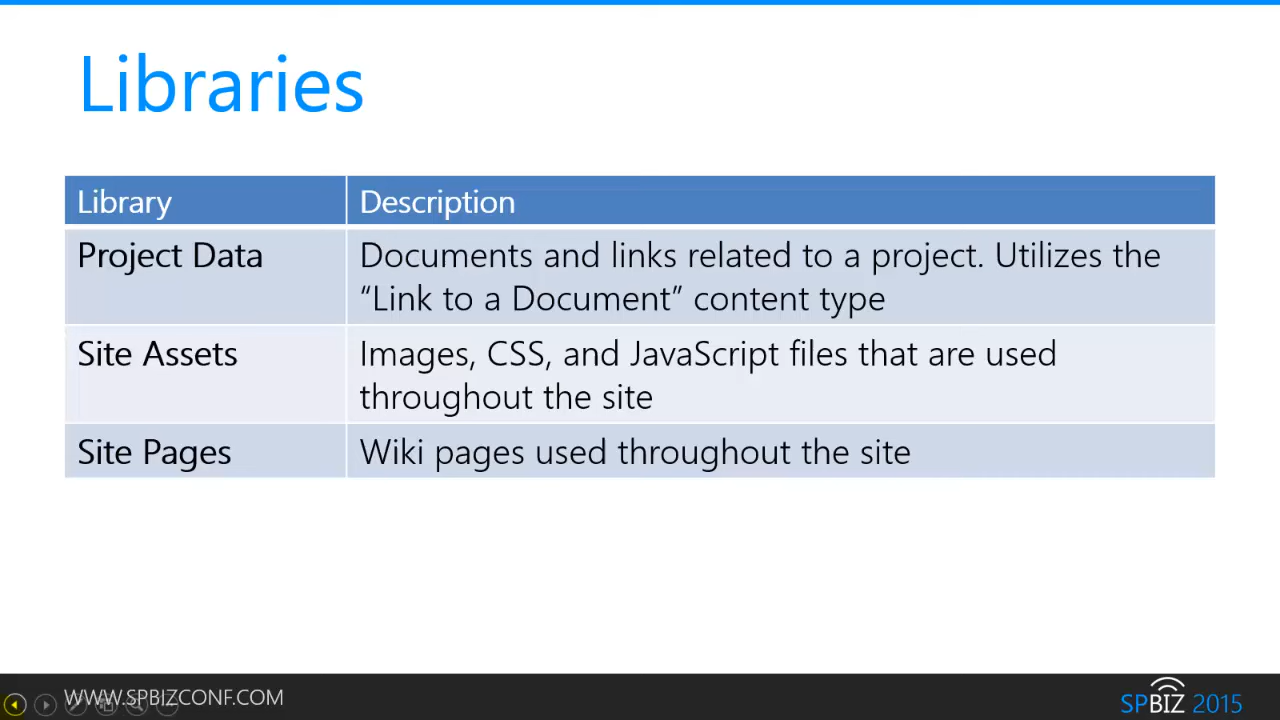 Libraries
Library Description
Project Data Documents and links related to a project. Utilizes the
“Link to a Document” content type
Site Assets Images, CSS, and JavaScript files that are used
throughout the site
Site Pages Wiki pages used throughout the site
WWW.SPBIZCONF.COM
SPBIZ 2015